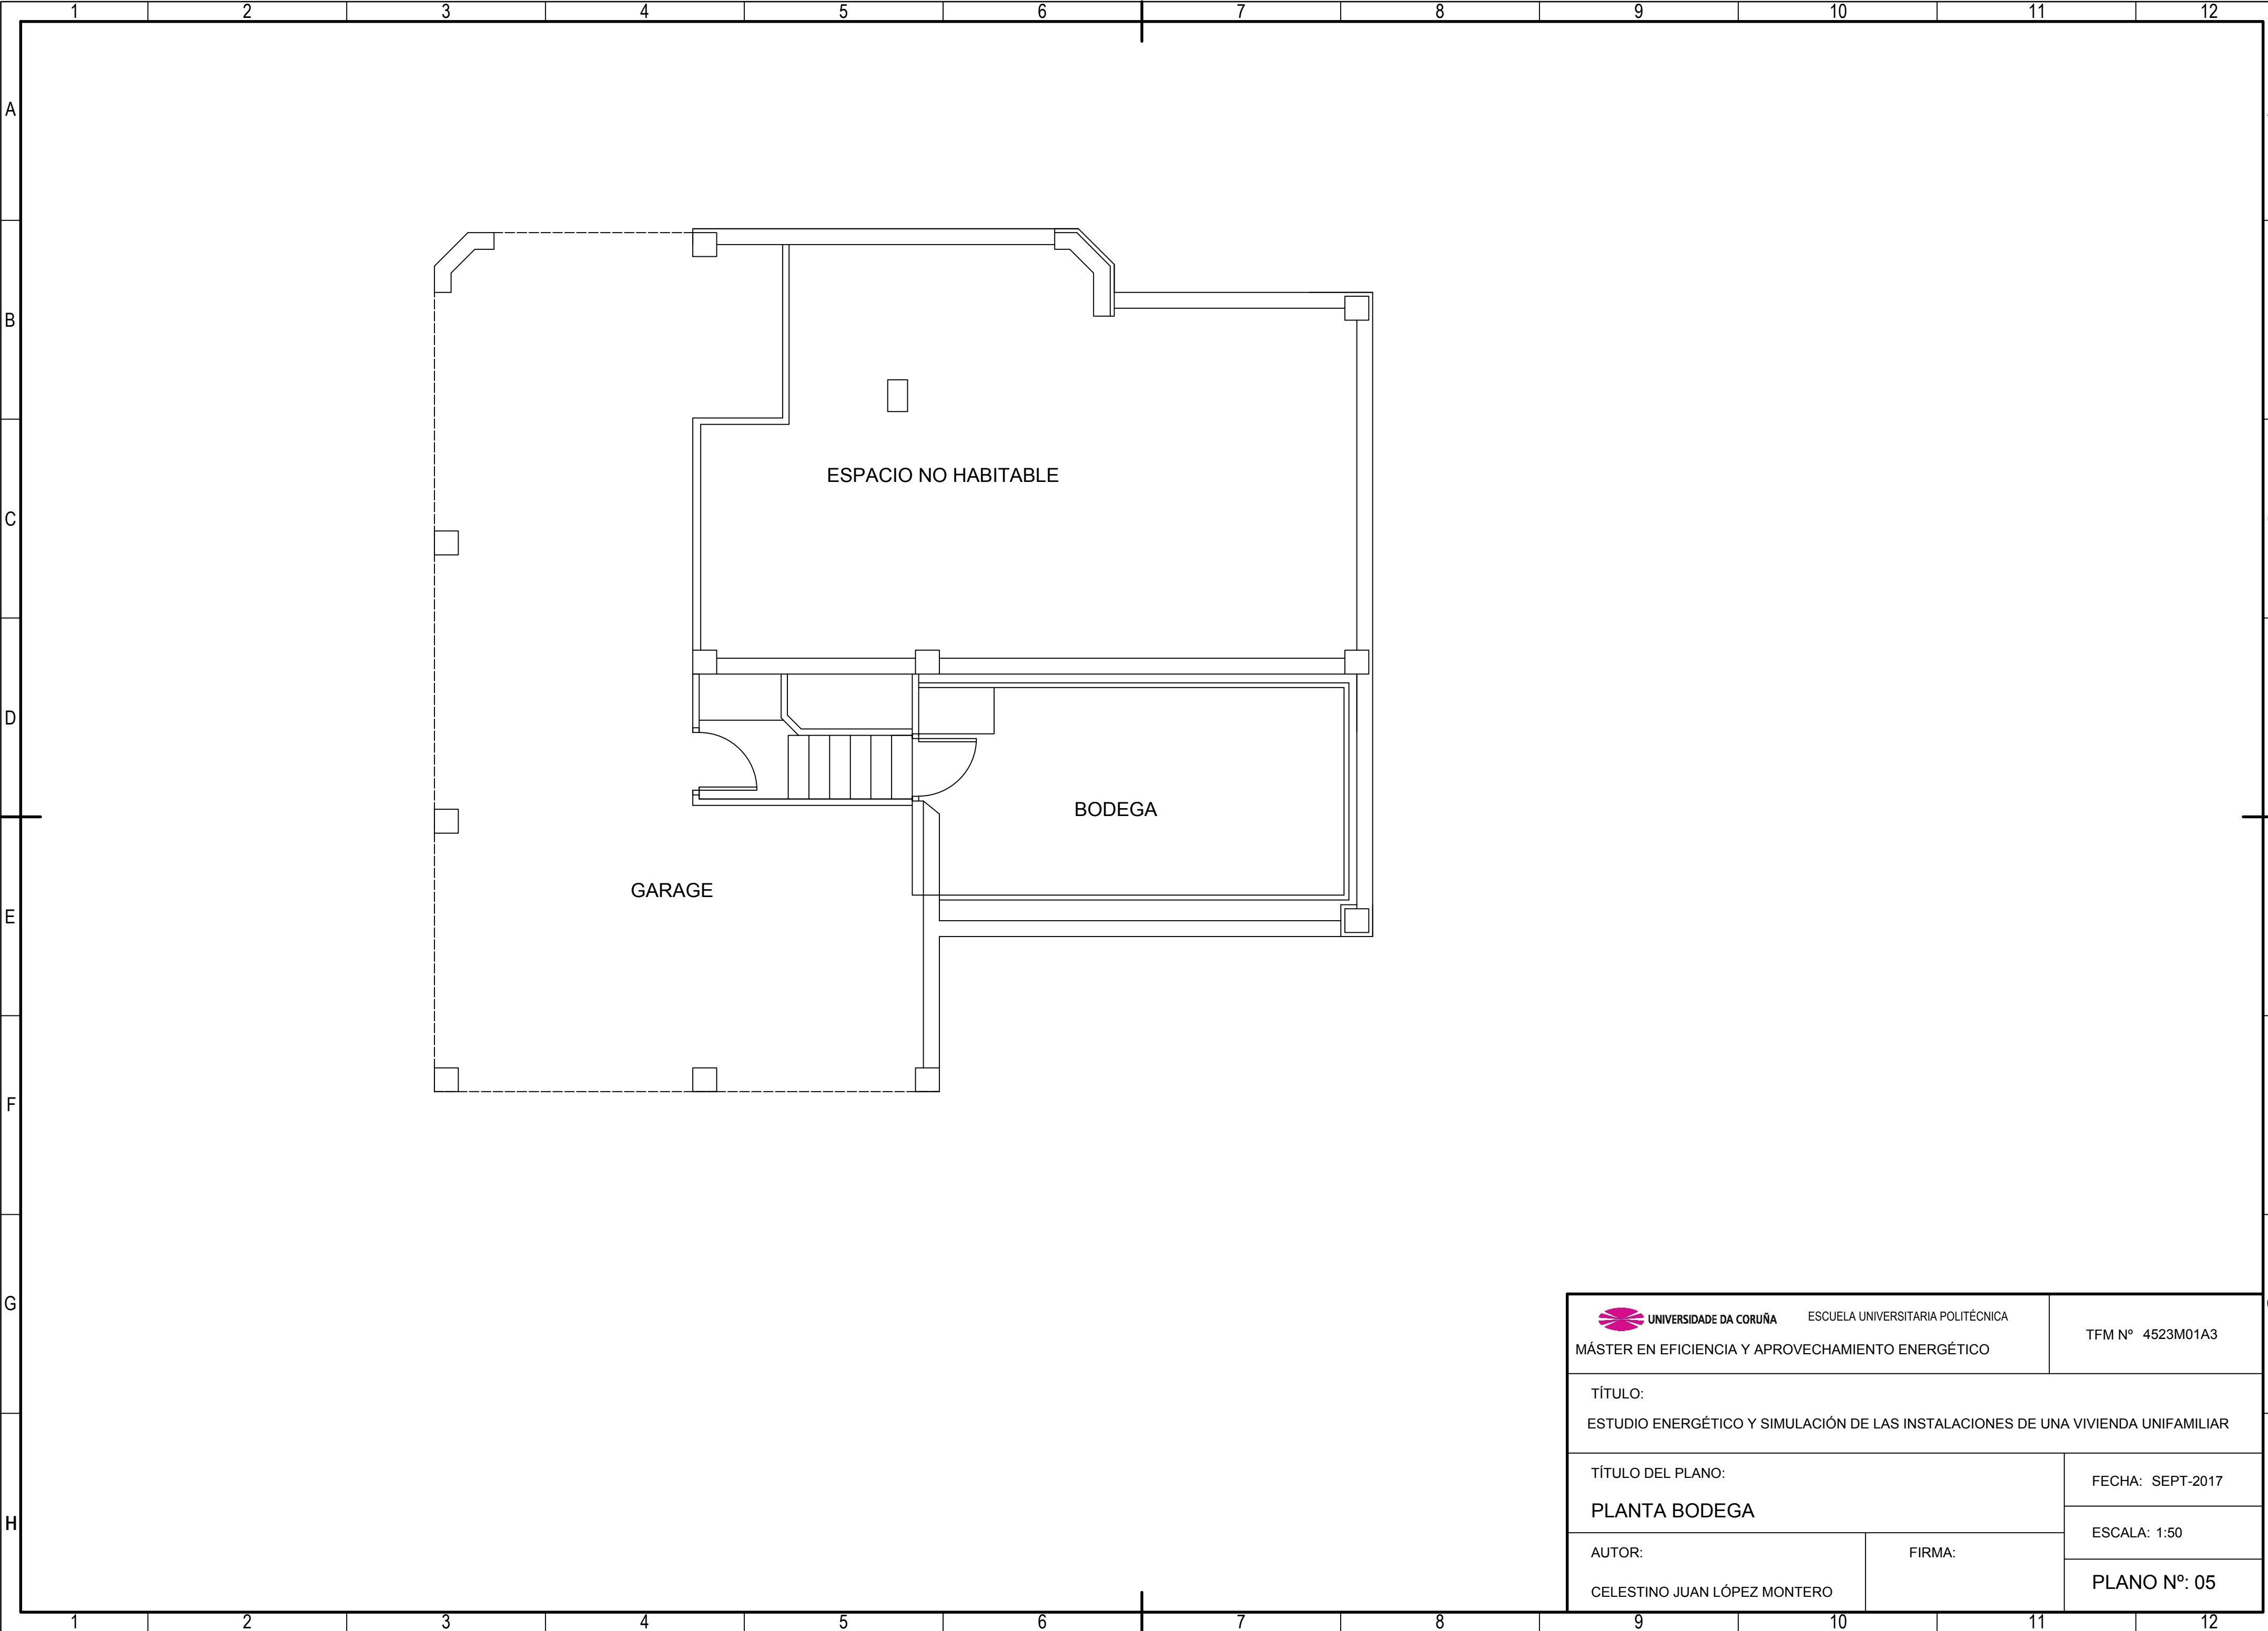 1 2 3 4 5 6 7 8 9 10 11 12
A
B
C
D
E
F
G
H
ESPACIO NO HABITABLE
BODEGA
GARAGE
UNIVERSIDADE DA CORUÑA ESCUELA UNIVERSITARIA POLITÉCNICA
MÁSTER EN EFICIENCIA Y APROVECHAMIENTO ENERGÉTICO
TFM Nº 4523M01A3
TÍTULO:
ESTUDIO ENERGÉTICO Y SIMULACIÓN DE LAS INSTALACIONES DE UNA VIVIENDA UNIFAMILIAR
TÍTULO DEL PLANO:
PLANTA BODEGA
FECHA: SEPT-2017
ESCALA: 1:50
PLANO Nº: 05
AUTOR:
CELESTINO JUAN LÓPEZ MONTERO
FIRMA:
1 2 3 4 5 6 7 8 9 10 11 12